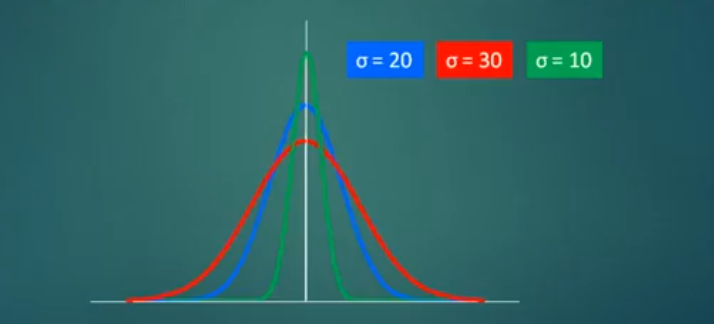 σ = 20 σ = 30 σ = 10